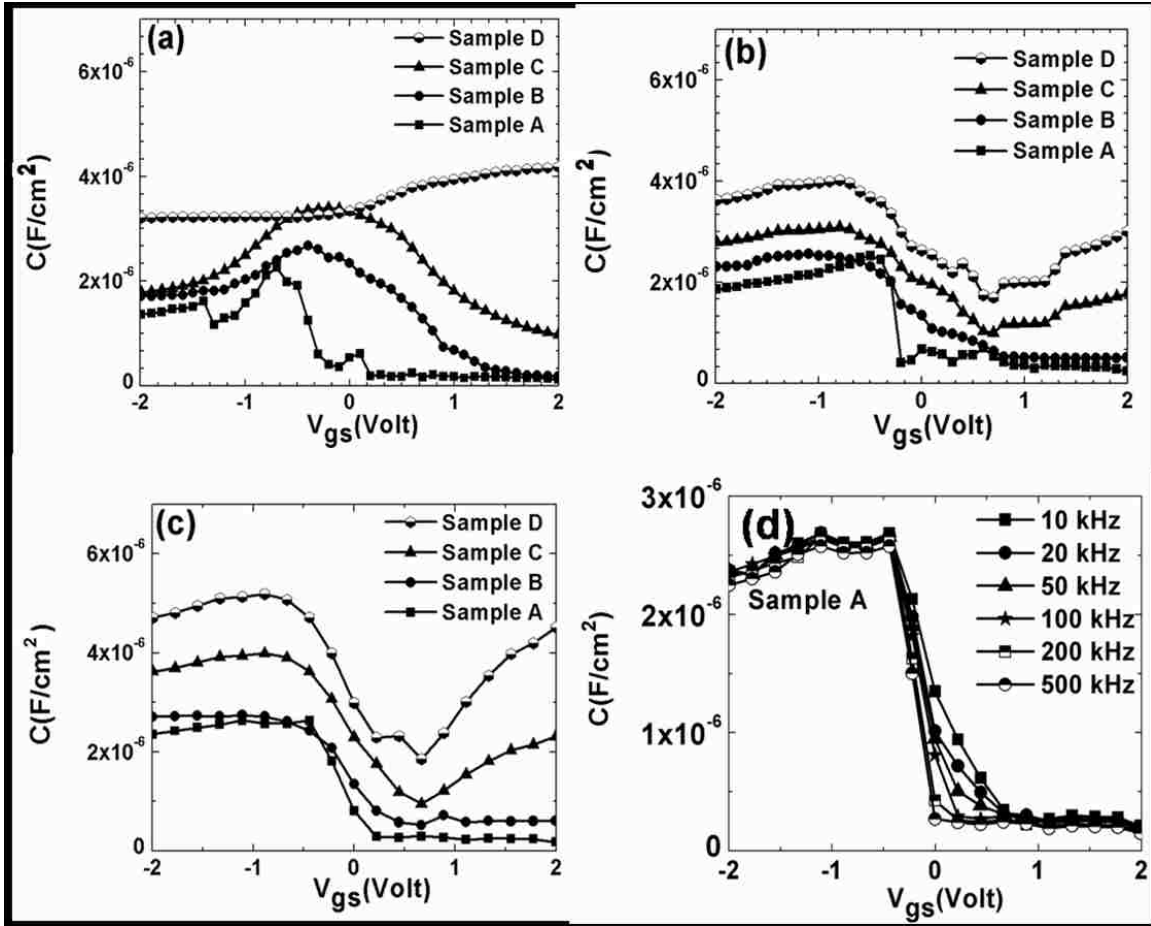 (a)
Sample D
Sample C
Sample B
Sample A
6x10-6
4x10-6
2x10-6
0
C(F/cm2)
-2 -1 0 1 2
Vgs(Volt)
(b)
Sample D
Sample C
Sample B
Sample A
6x10-6
4x10-6
2x10-6
0
C(F/cm2)
-2 -1 0 1 2
Vgs(Volt)
(c)
Sample D
Sample C
Sample B
Sample A
6x10-6
4x10-6
2x10-6
0
C(F/cm2)
-2 -1 0 1 2
Vgs(Volt)
(d)
10 kHz
20 kHz
50 kHz
100 kHz
200 kHz
500 kHz
Sample A
3x10-6
2x10-6
1x10-6
0
C(F/cm2)
-2 -1 0 1 2
Vgs(Volt)